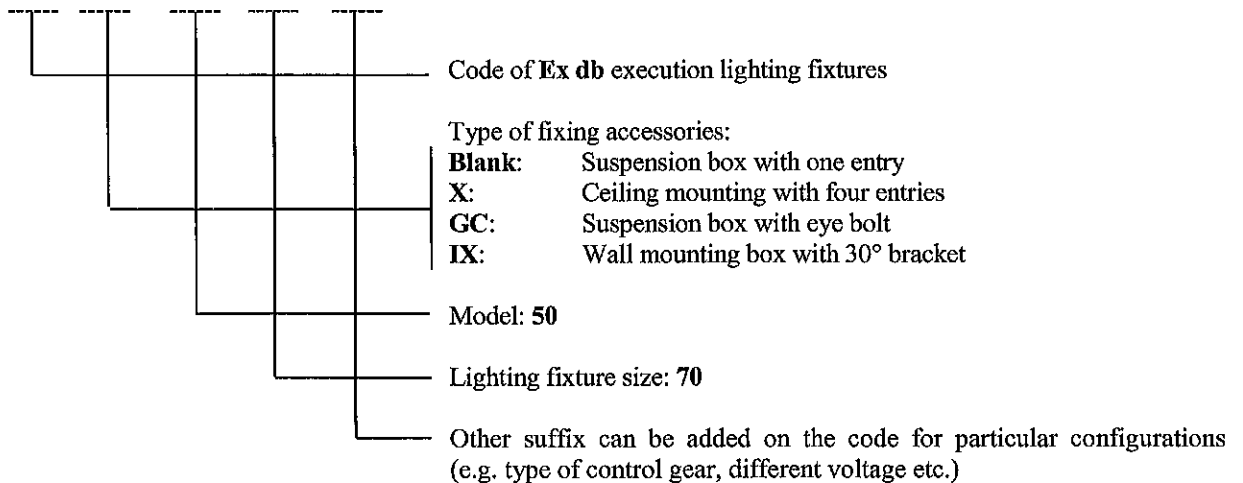 ----- ----- ----- ----- -----
Code of Ex db execution lighting fixtures
Type of fixing accessories:
Blank: Suspension box with one entry
X: Ceiling mounting with four entries
GC: Suspension box with eye bolt
IX: Wall mounting box with 30° bracket
Model: 50
Lighting fixture size: 70
Other suffix can be added on the code for particular configurations
(e.g. type of control gear, different voltage etc.)